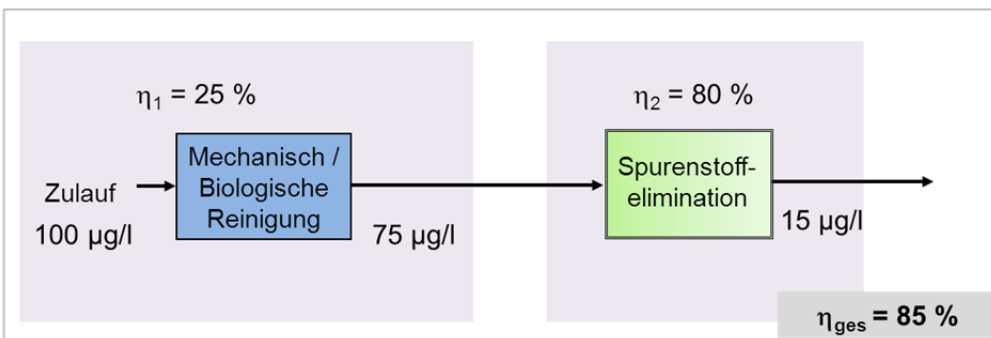 η₁ = 25 %
Mechanisch /
Biologische
Reinigung
Zulauf
100 µg/l
75 µg/l
η₂ = 80 %
Spurenstoff-
elimination
15 µg/l
ηges = 85 %